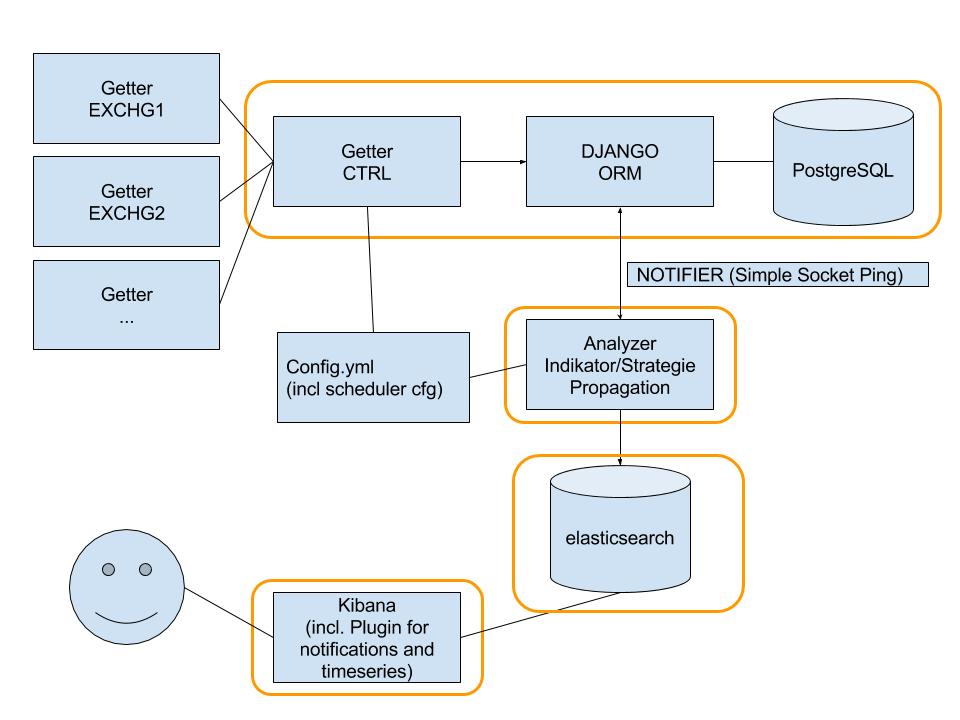 Getter
EXCHG1
Getter
EXCHG2
Getter
...
Getter
CTRL
DJANGO
ORM
PostgreSQL
NOTIFIER (Simple Socket Ping)
Config.yml
(incl scheduler cfg)
Analyzer
Indikator/Strategie
Propagation
elasticsearch
Kibana
(incl. Plugin for
notifications and
timeseries)